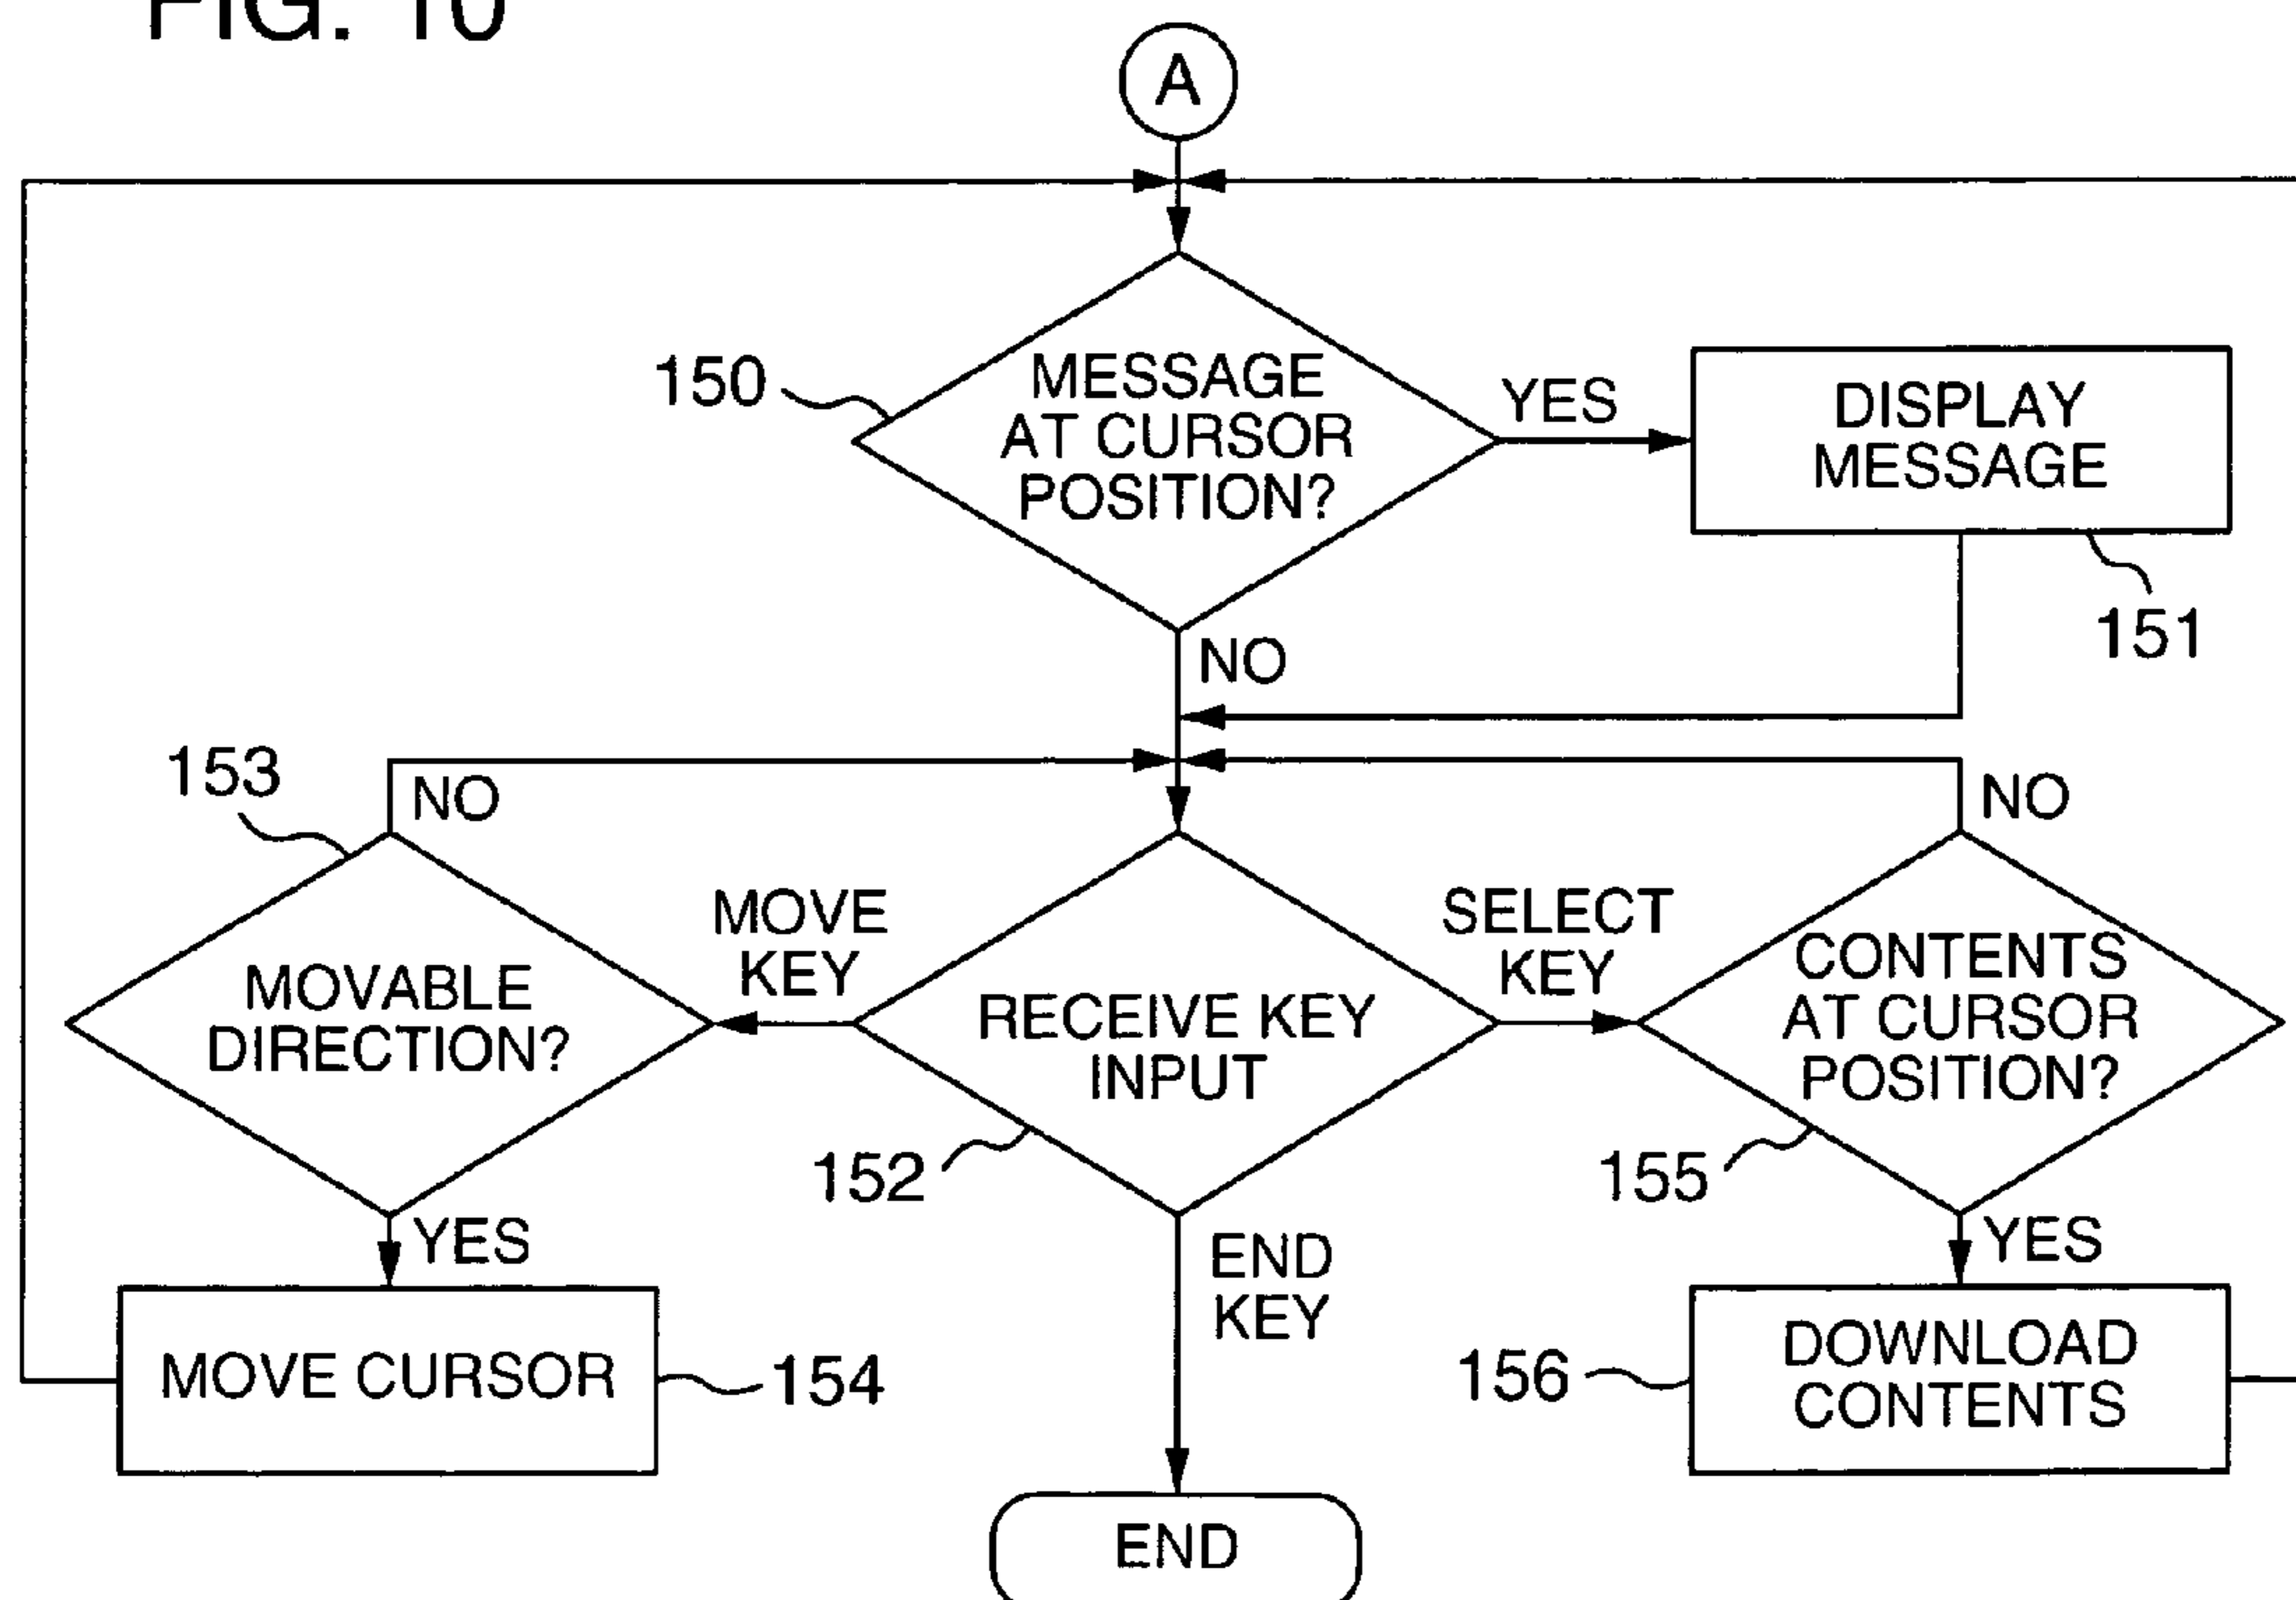 FIG. 10
A
150
MESSAGE
AT CURSOR
POSITION?
YES
DISPLAY
MESSAGE
151
NO
153
NO
NO
MOVABLE
DIRECTION?
MOVE
KEY
RECEIVE KEY
INPUT
SELECT
KEY
CONTENTS
AT CURSOR
POSITION?
152
155
YES
END
KEY
YES
MOVE CURSOR
154
156
DOWNLOAD
CONTENTS
END